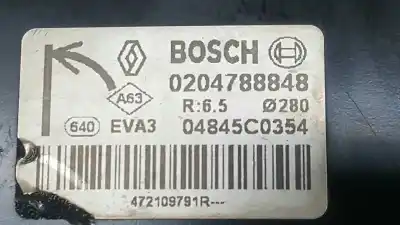 BOSCH
0204788848
A63
R:6.5 Ø280
640 EVA3 04845C0354
472109791R---